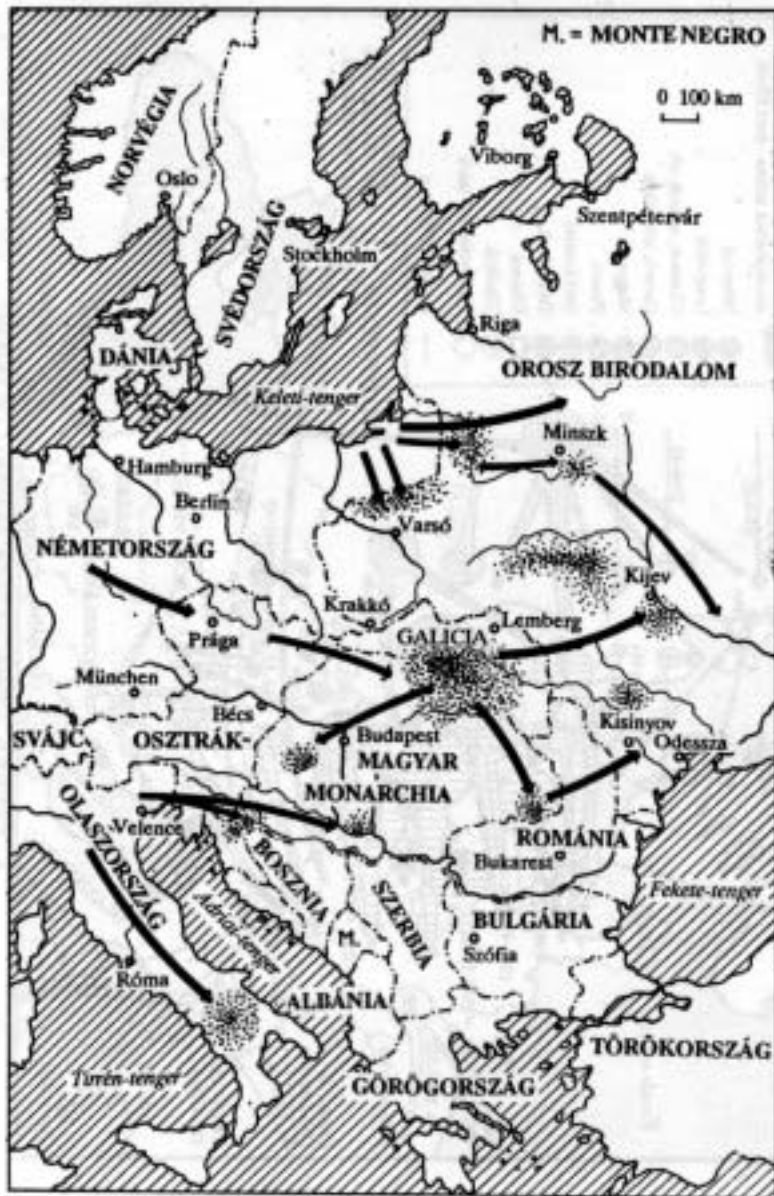 M. = MONTE NEGRO
0 100 km
NORVÉGIA
Oslo
SVÉDORSZÁG
Stockholm
Viborg
Szentpétervár
Riga
DÁNIA
Keleti-tenger
OROSZ BIRODALOM
Minszk
Hamburg
Berlin
Varsó
NÉMETORSZÁG
Krakkó
Lemberg
Kijev
Prága
GALICIA
München
Bécs
Budapest
Kisinyov
Odessza
SVÁJC
OSZTRÁK-
MAGYAR
MONARCHIA
OLASZORSZÁG
Velence
BOSZNIA
SZERBIA
ROMÁNIA
Bukarest
Adriai-tenger
M.
BULGÁRIA
Szófia
Fekete-tenger
Róma
ALBÁNIA
Tirrén-tenger
GÖRÖGORSZÁG
TÖRÖKORSZÁG